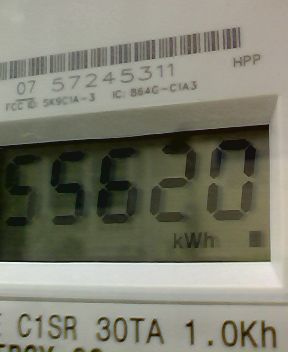 07 57245311
HPP
FCC ID: SK9C1A-3 IC: 864G-C1A3
55620
kWh
C1SR 30TA 1.0Kh